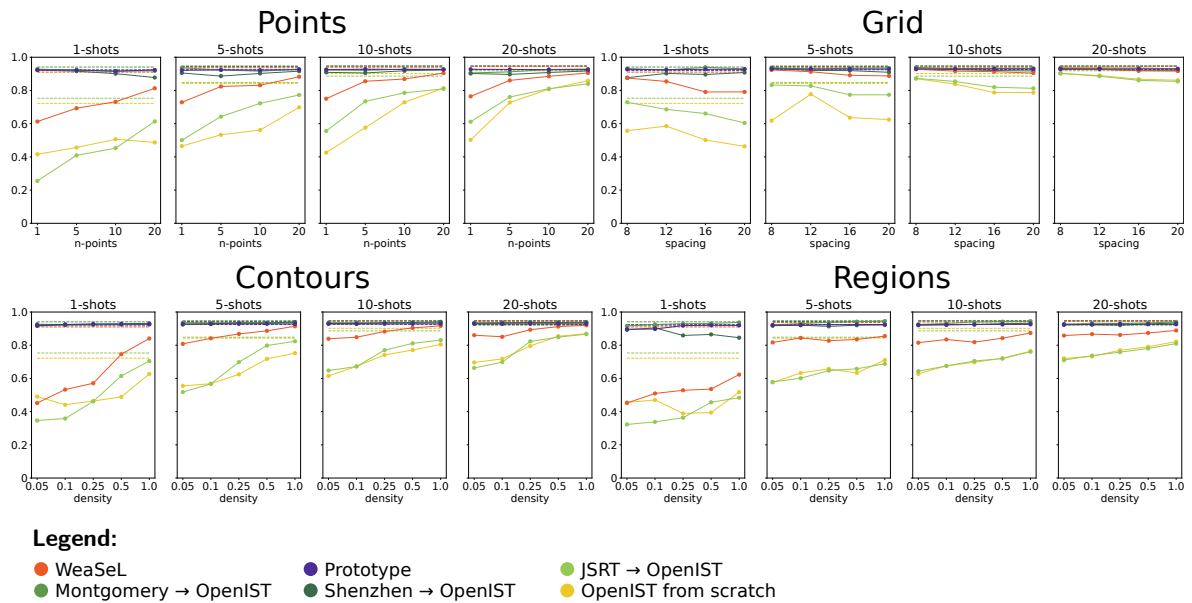 Points
Grid
1-shots 5-shots 10-shots 20-shots 1-shots 5-shots 10-shots 20-shots
1.0
0.8
0.6
0.4
0.2
0
1 5 10 20 1 5 10 20 1 5 10 20 1 5 10 20 8 12 16 20 8 12 16 20 8 12 16 20 8 12 16 20
n-points n-points n-points n-points spacing spacing spacing spacing
Contours
Regions
1-shots 5-shots 10-shots 20-shots 1-shots 5-shots 10-shots 20-shots
1.0
0.8
0.6
0.4
0.2
0
0.05 0.1 0.25 0.5 1.0 0.05 0.1 0.25 0.5 1.0 0.05 0.1 0.25 0.5 1.0 0.05 0.1 0.25 0.5 1.0 0.05 0.1 0.25 0.5 1.0 0.05 0.1 0.25 0.5 1.0 0.05 0.1 0.25 0.5 1.0 0.05 0.1 0.25 0.5 1.0
density density density density density density density density
Legend:
WeaSeL Prototype JSRT → OpenIST
Montgomery → OpenIST Shenzhen → OpenIST OpenIST from scratch